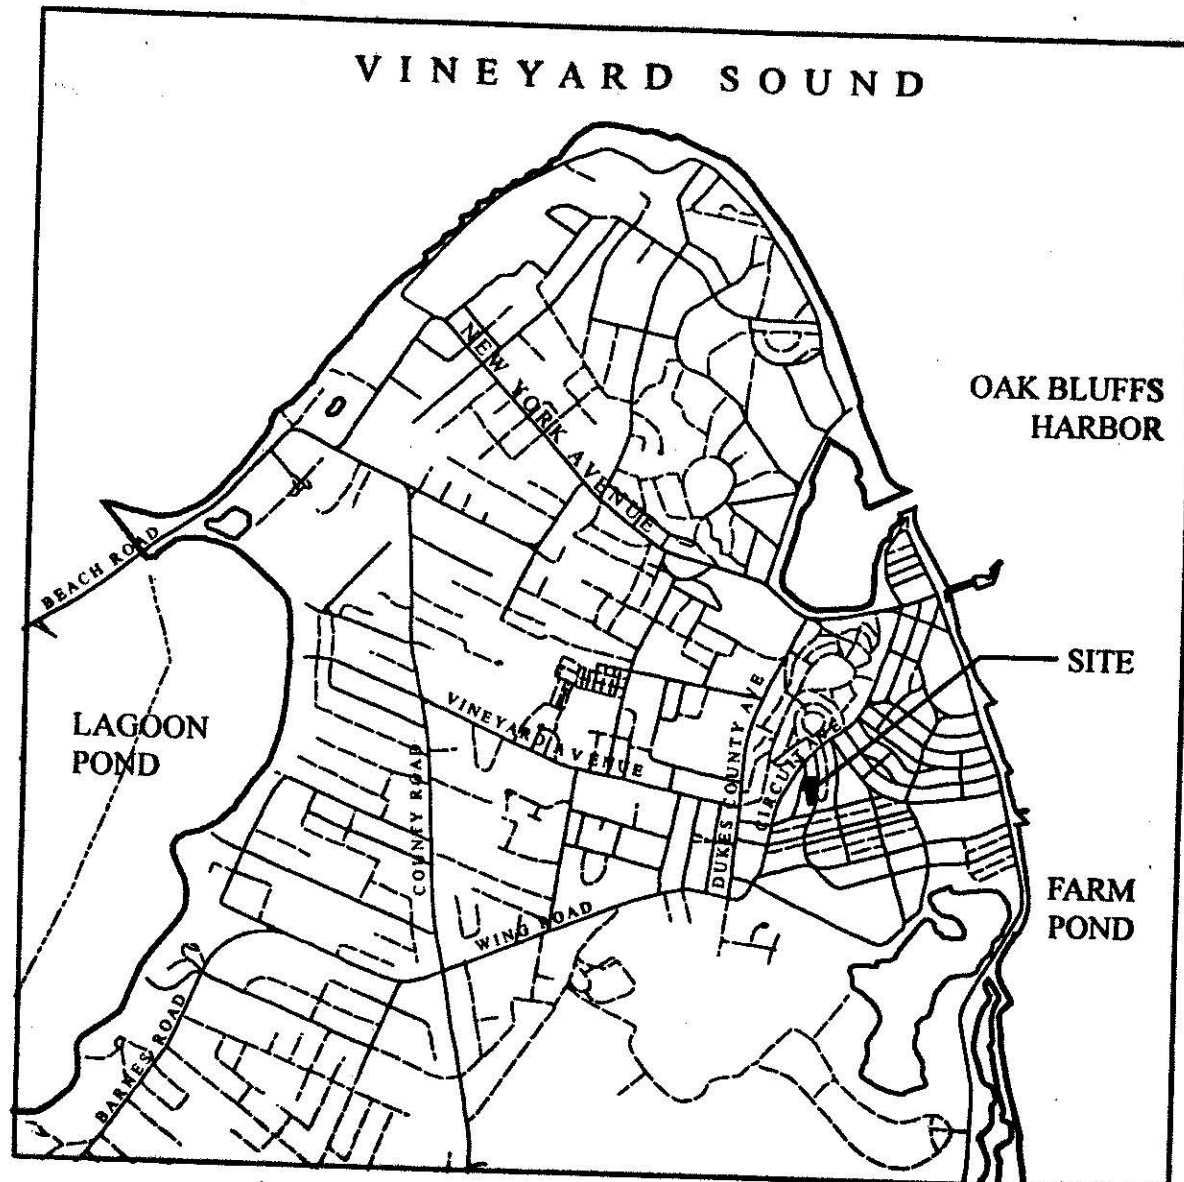 VINEYARD SOUND
OAK BLUFFS
HARBOR
NEW YORK AVENUE
BEACH ROAD
SITE
LAGOON
POND
VINEYARD AVENUE
COUNTY ROAD
DUKES COUNTY AVE
CIRCUIT AVE
FARM
POND
WING ROAD
BARNES ROAD